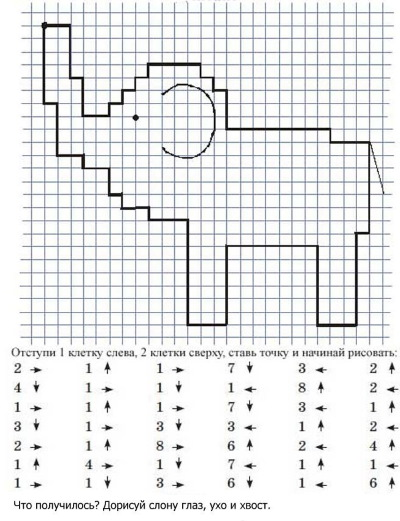 Отступи 1 клетку слева, 2 клетки сверху, ставь точку и начинай рисовать:
2 → 1 ↑ 1 → 7 ↓ 3 ← 2 ↑
4 ↓ 1 → 1 ↓ 1 ← 8 ↑ 2 ←
1 → 1 ↑ 1 → 7 ↓ 3 ← 1 ↑
3 ↓ 1 → 3 ↓ 3 ← 1 ↑ 2 ←
2 → 1 ↑ 8 → 6 ↑ 2 ← 4 ↑
1 ↑ 4 → 1 ↓ 7 ← 1 ↑ 1 ←
1 → 1 ↓ 3 → 6 ↓ 1 ← 6 ↑
Что получилось? Дорисуй слону глаз, ухо и хвост.